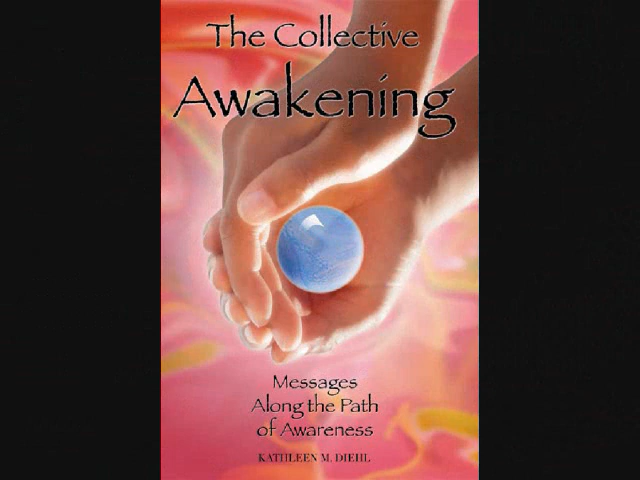 The Collective
Awakening
Messages
Along the Path
of Awareness
KATHLEEN M. DIEHL